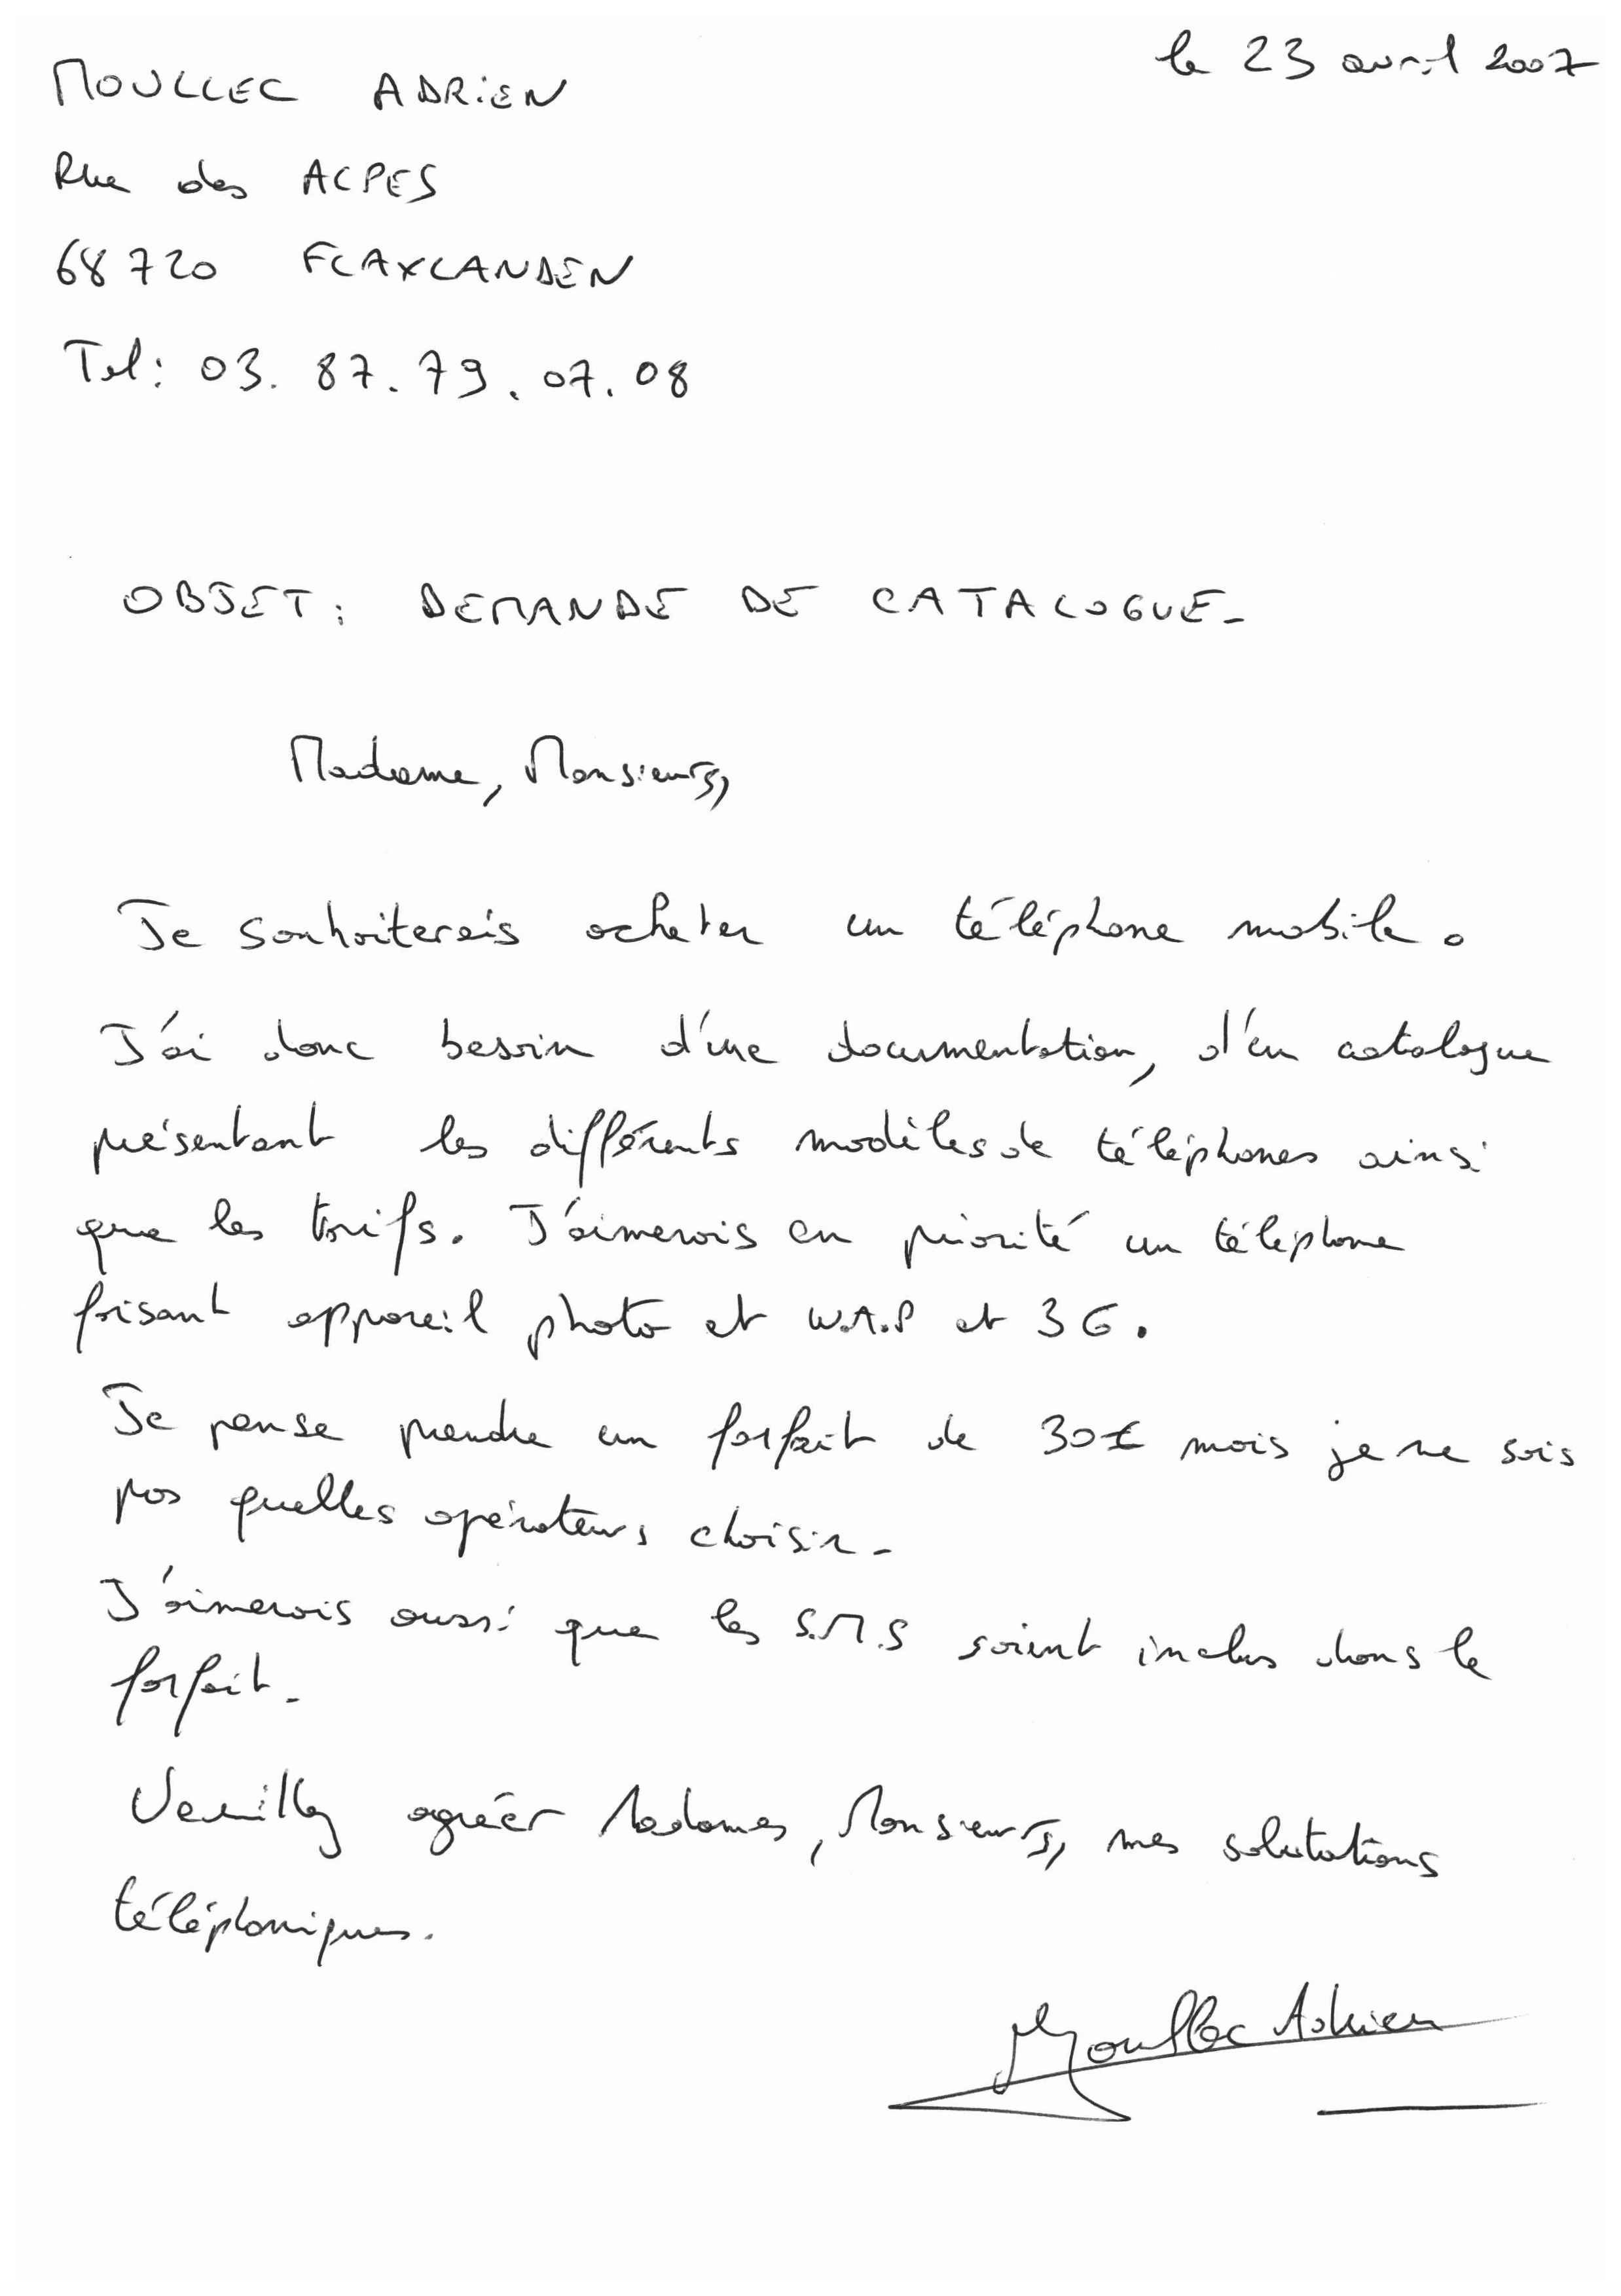 le 23 avril 2007
MOULLEC ADRIEN
Rue des ALPES
68720 FLAXLANDEN
Tel: 03. 87. 79. 07. 08
OBJET: DEMANDE DE CATALOGUE.
Madame, Monsieurs,
Je souhaiterais acheter un téléphone mobile.
J'ai donc besoin d'une documentation, d'un catalogue
présentant les différents modèles de téléphones ainsi
que les tarifs. J'aimerais en priorité un téléphone
faisant appareil photo et W.A.P et 3G.
Je pense prendre un forfait de 30€ mois je ne sais
pas quelles opérateurs choisir.
J'aimerais aussi que les S.M.S soient inclus dans le
forfait.
Veuillez agréer Madames, Monsieurs, mes salutations
téléphoniques.
Moullec Adrien